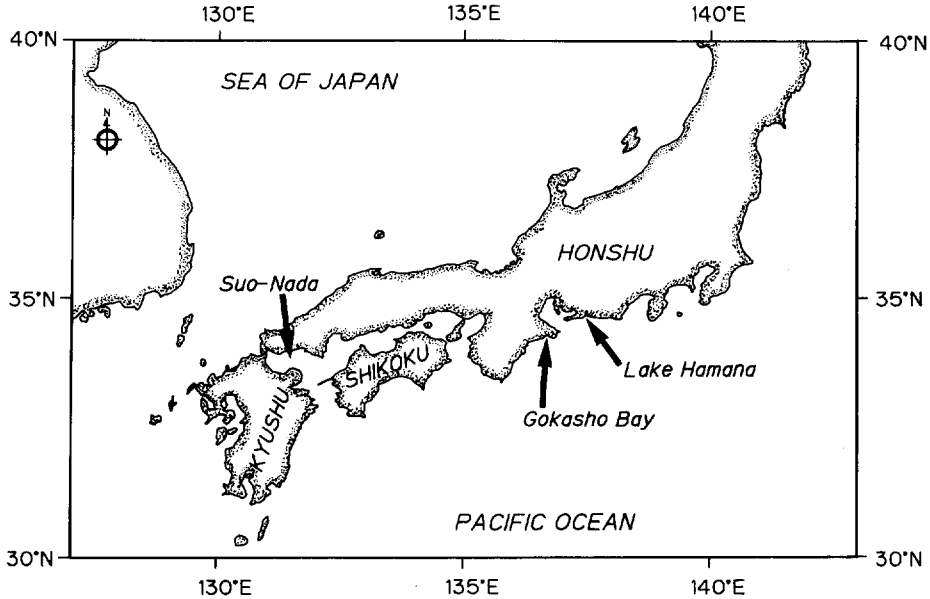 130°E 135°E 140°E
40°N 40°N
SEA OF JAPAN
N
HONSHU
Suo-Nada
35°N 35°N
SHIKOKU
Lake Hamana
KYUSHU
Gokasho Bay
PACIFIC OCEAN
30°N 30°N
130°E 135°E 140°E